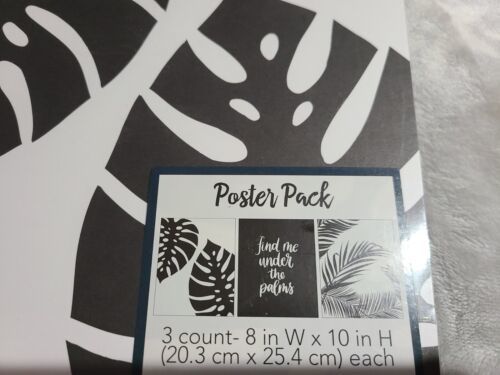 Poster Pack
find me
under
the
palms
3 count- 8 in W x 10 in H
(20.3 cm x 25.4 cm) each